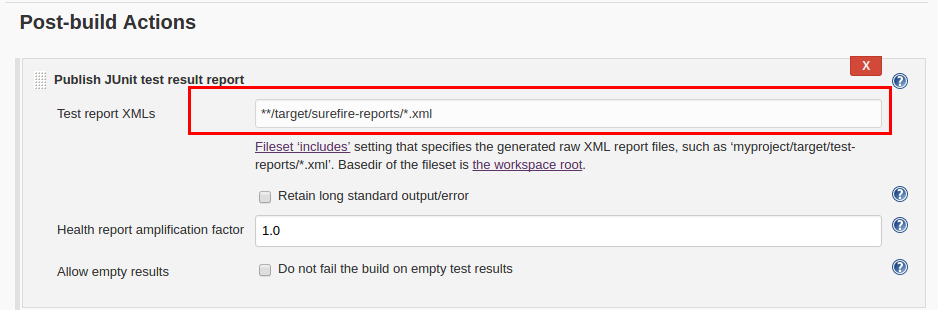 Post-build Actions
X
Publish JUnit test result report
?
Test report XMLs
**/target/surefire-reports/*.xml
Fileset ‘includes’ setting that specifies the generated raw XML report files, such as ‘myproject/target/test-
reports/*.xml’. Basedir of the fileset is the workspace root.
Retain long standard output/error
?
Health report amplification factor
1.0
?
Allow empty results
Do not fail the build on empty test results
?